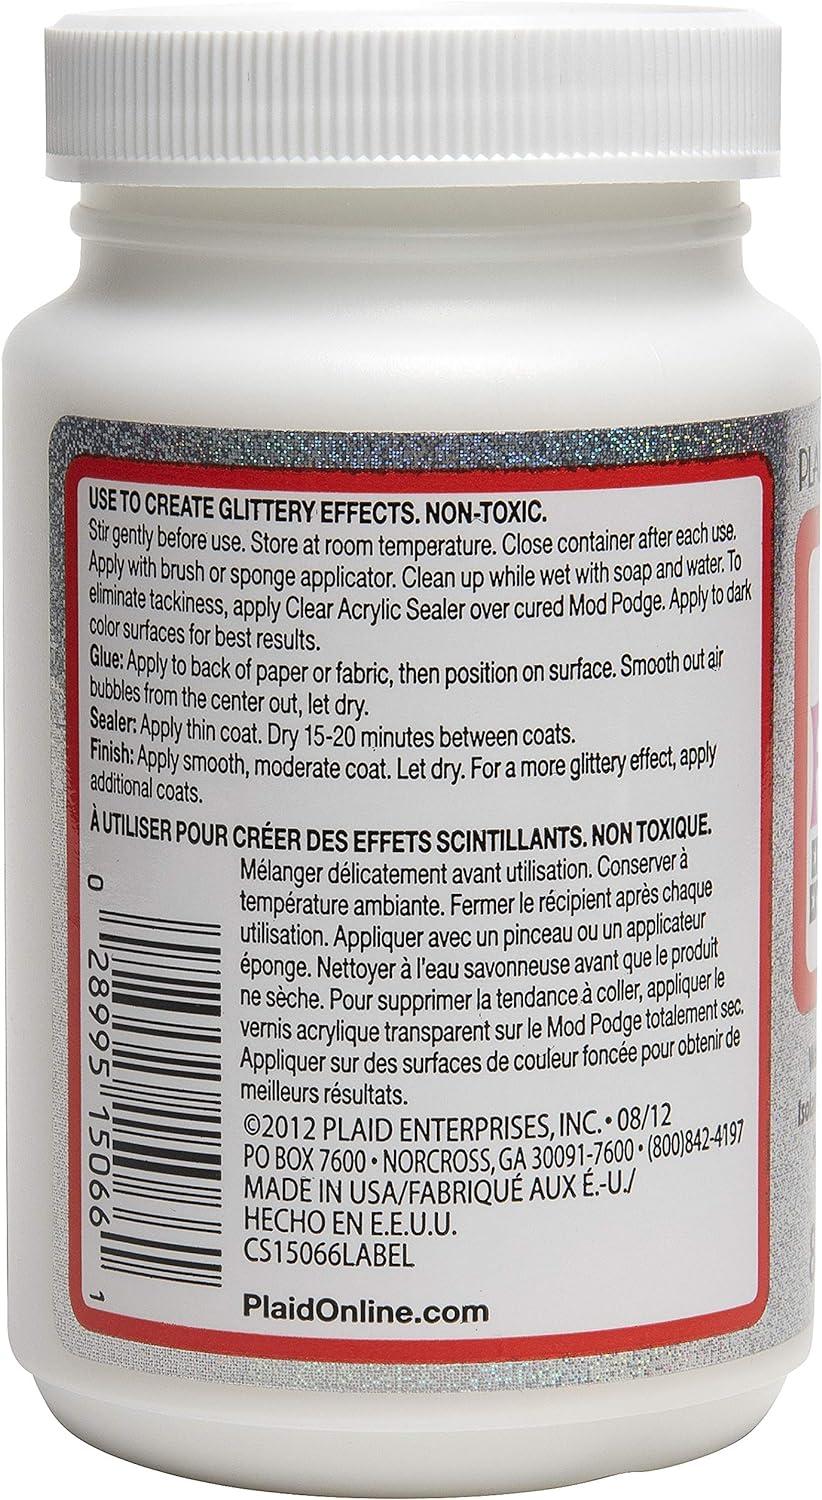 USE TO CREATE GLITTERY EFFECTS. NON-TOXIC.
Stir gently before use. Store at room temperature. Close container after each use.
Apply with brush or sponge applicator. Clean up while wet with soap and water. To
eliminate tackiness, apply Clear Acrylic Sealer over cured Mod Podge. Apply to dark
color surfaces for best results.
Glue: Apply to back of paper or fabric, then position on surface. Smooth out air
bubbles from the center out, let dry.
Sealer: Apply thin coat. Dry 15-20 minutes between coats.
Finish: Apply smooth, moderate coat. Let dry. For a more glittery effect, apply
additional coats.
À UTILISER POUR CRÉER DES EFFETS SCINTILLANTS. NON TOXIQUE.
Mélanger délicatement avant utilisation. Conserver à
température ambiante. Fermer le récipient après chaque
utilisation. Appliquer avec un pinceau ou un applicateur
éponge. Nettoyer à l'eau savonneuse avant que le produit
ne sèche. Pour supprimer la tendance à coller, appliquer le
vernis acrylique transparent sur le Mod Podge totalement sec.
Appliquer sur des surfaces de couleur foncée pour obtenir de
meilleurs résultats.
©2012 PLAID ENTERPRISES, INC. • 08/12
PO BOX 7600 • NORCROSS, GA 30091-7600 • (800)842-4197
MADE IN USA/FABRIQUÉ AUX É.-U./
HECHO EN E.E.U.U.
CS15066LABEL
PlaidOnline.com
0 28995 15066 1